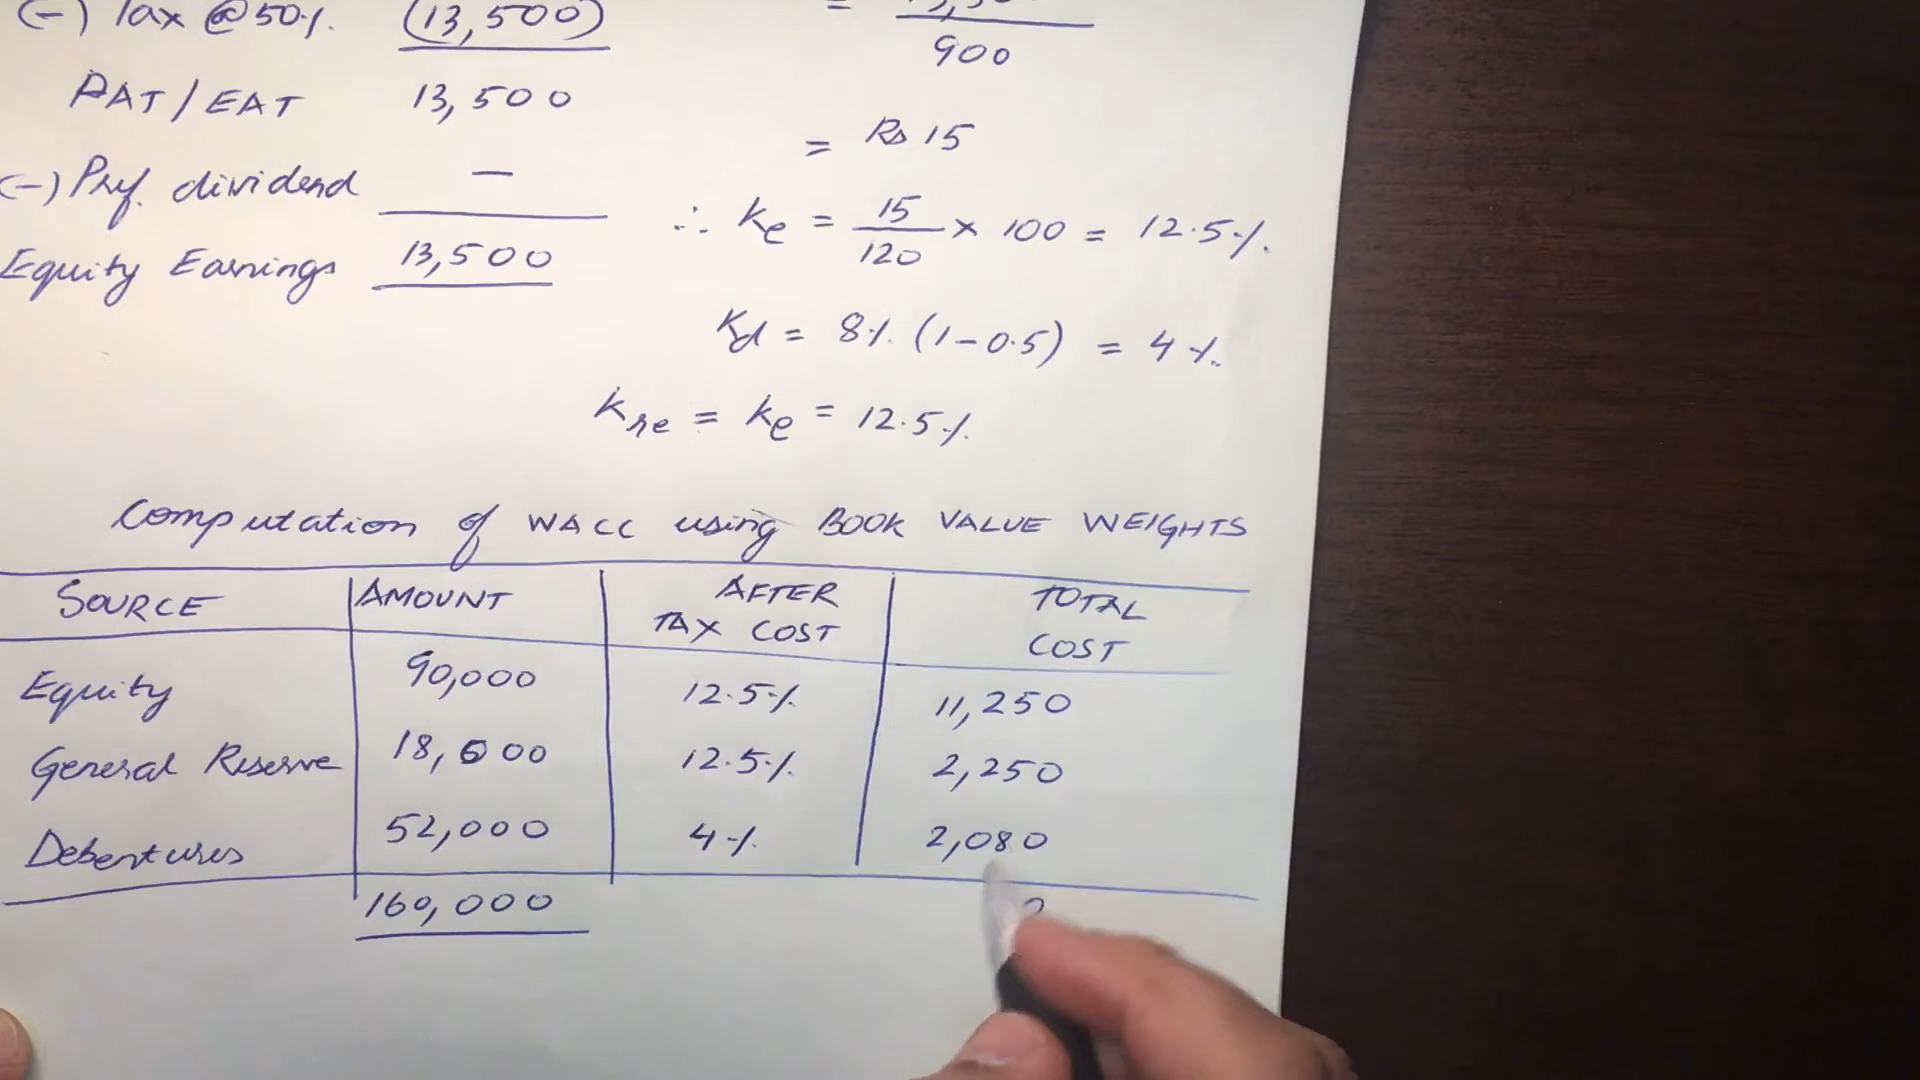 (-) Tax @ 50%. (13,500)
PAT / EAT 13,500
(-) Pref. dividend —
Equity Earnings 13,500
=
900
= Rs 15
∴ ke = 15/120 × 100 = 12.5%.
Kd = 8%. (1-0.5) = 4%.
Kre = ke = 12.5%.
Computation of WACC using BOOK VALUE WEIGHTS
SOURCE AMOUNT AFTER TAX COST TOTAL COST
Equity 90,000 12.5% 11,250
General Reserve 18,000 12.5% 2,250
Debentures 52,000 4% 2,080
160,000